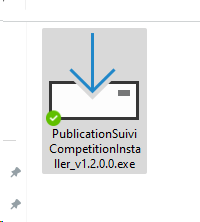 PublicationSuivi
CompetitionInsta
ller_v1.2.0.0.exe